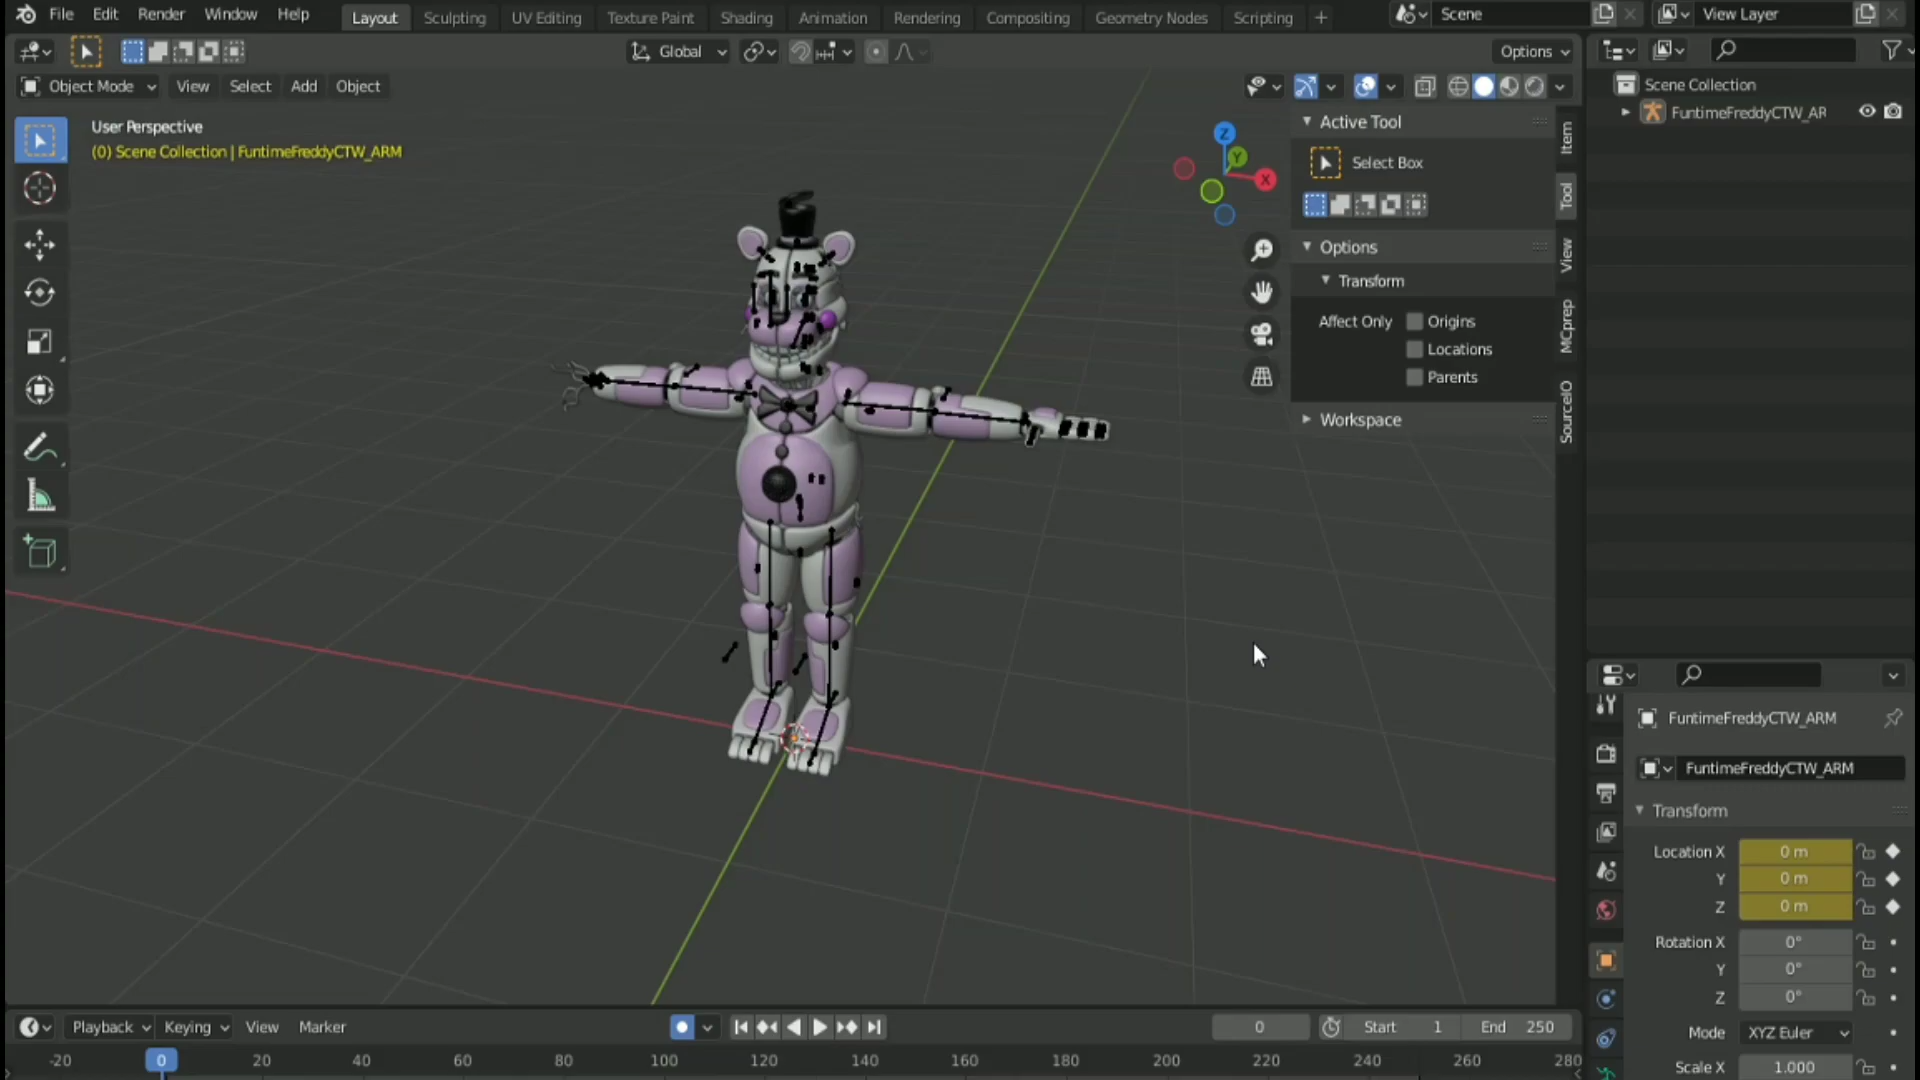 File Edit Render Window Help Layout Sculpting UV Editing Texture Paint Shading Animation Rendering Compositing Geometry Nodes Scripting + Scene View Layer
Global Options
Object Mode View Select Add Object
User Perspective
(0) Scene Collection | FuntimeFreddyCTW_ARM
Z
Y
X
Active Tool
Select Box
Options
Transform
Affect Only Origins
Locations
Parents
Workspace
Item
Tool
View
MCprep
SourceIO
Scene Collection
FuntimeFreddyCTW_AR
FuntimeFreddyCTW_ARM
FuntimeFreddyCTW_ARM
Transform
Location X 0 m
Y 0 m
Z 0 m
Rotation X 0°
Y 0°
Z 0°
Mode XYZ Euler
Scale X 1.000
Playback Keying View Marker 0 Start 1 End 250
-20 0 20 40 60 80 100 120 140 160 180 200 220 240 260 280